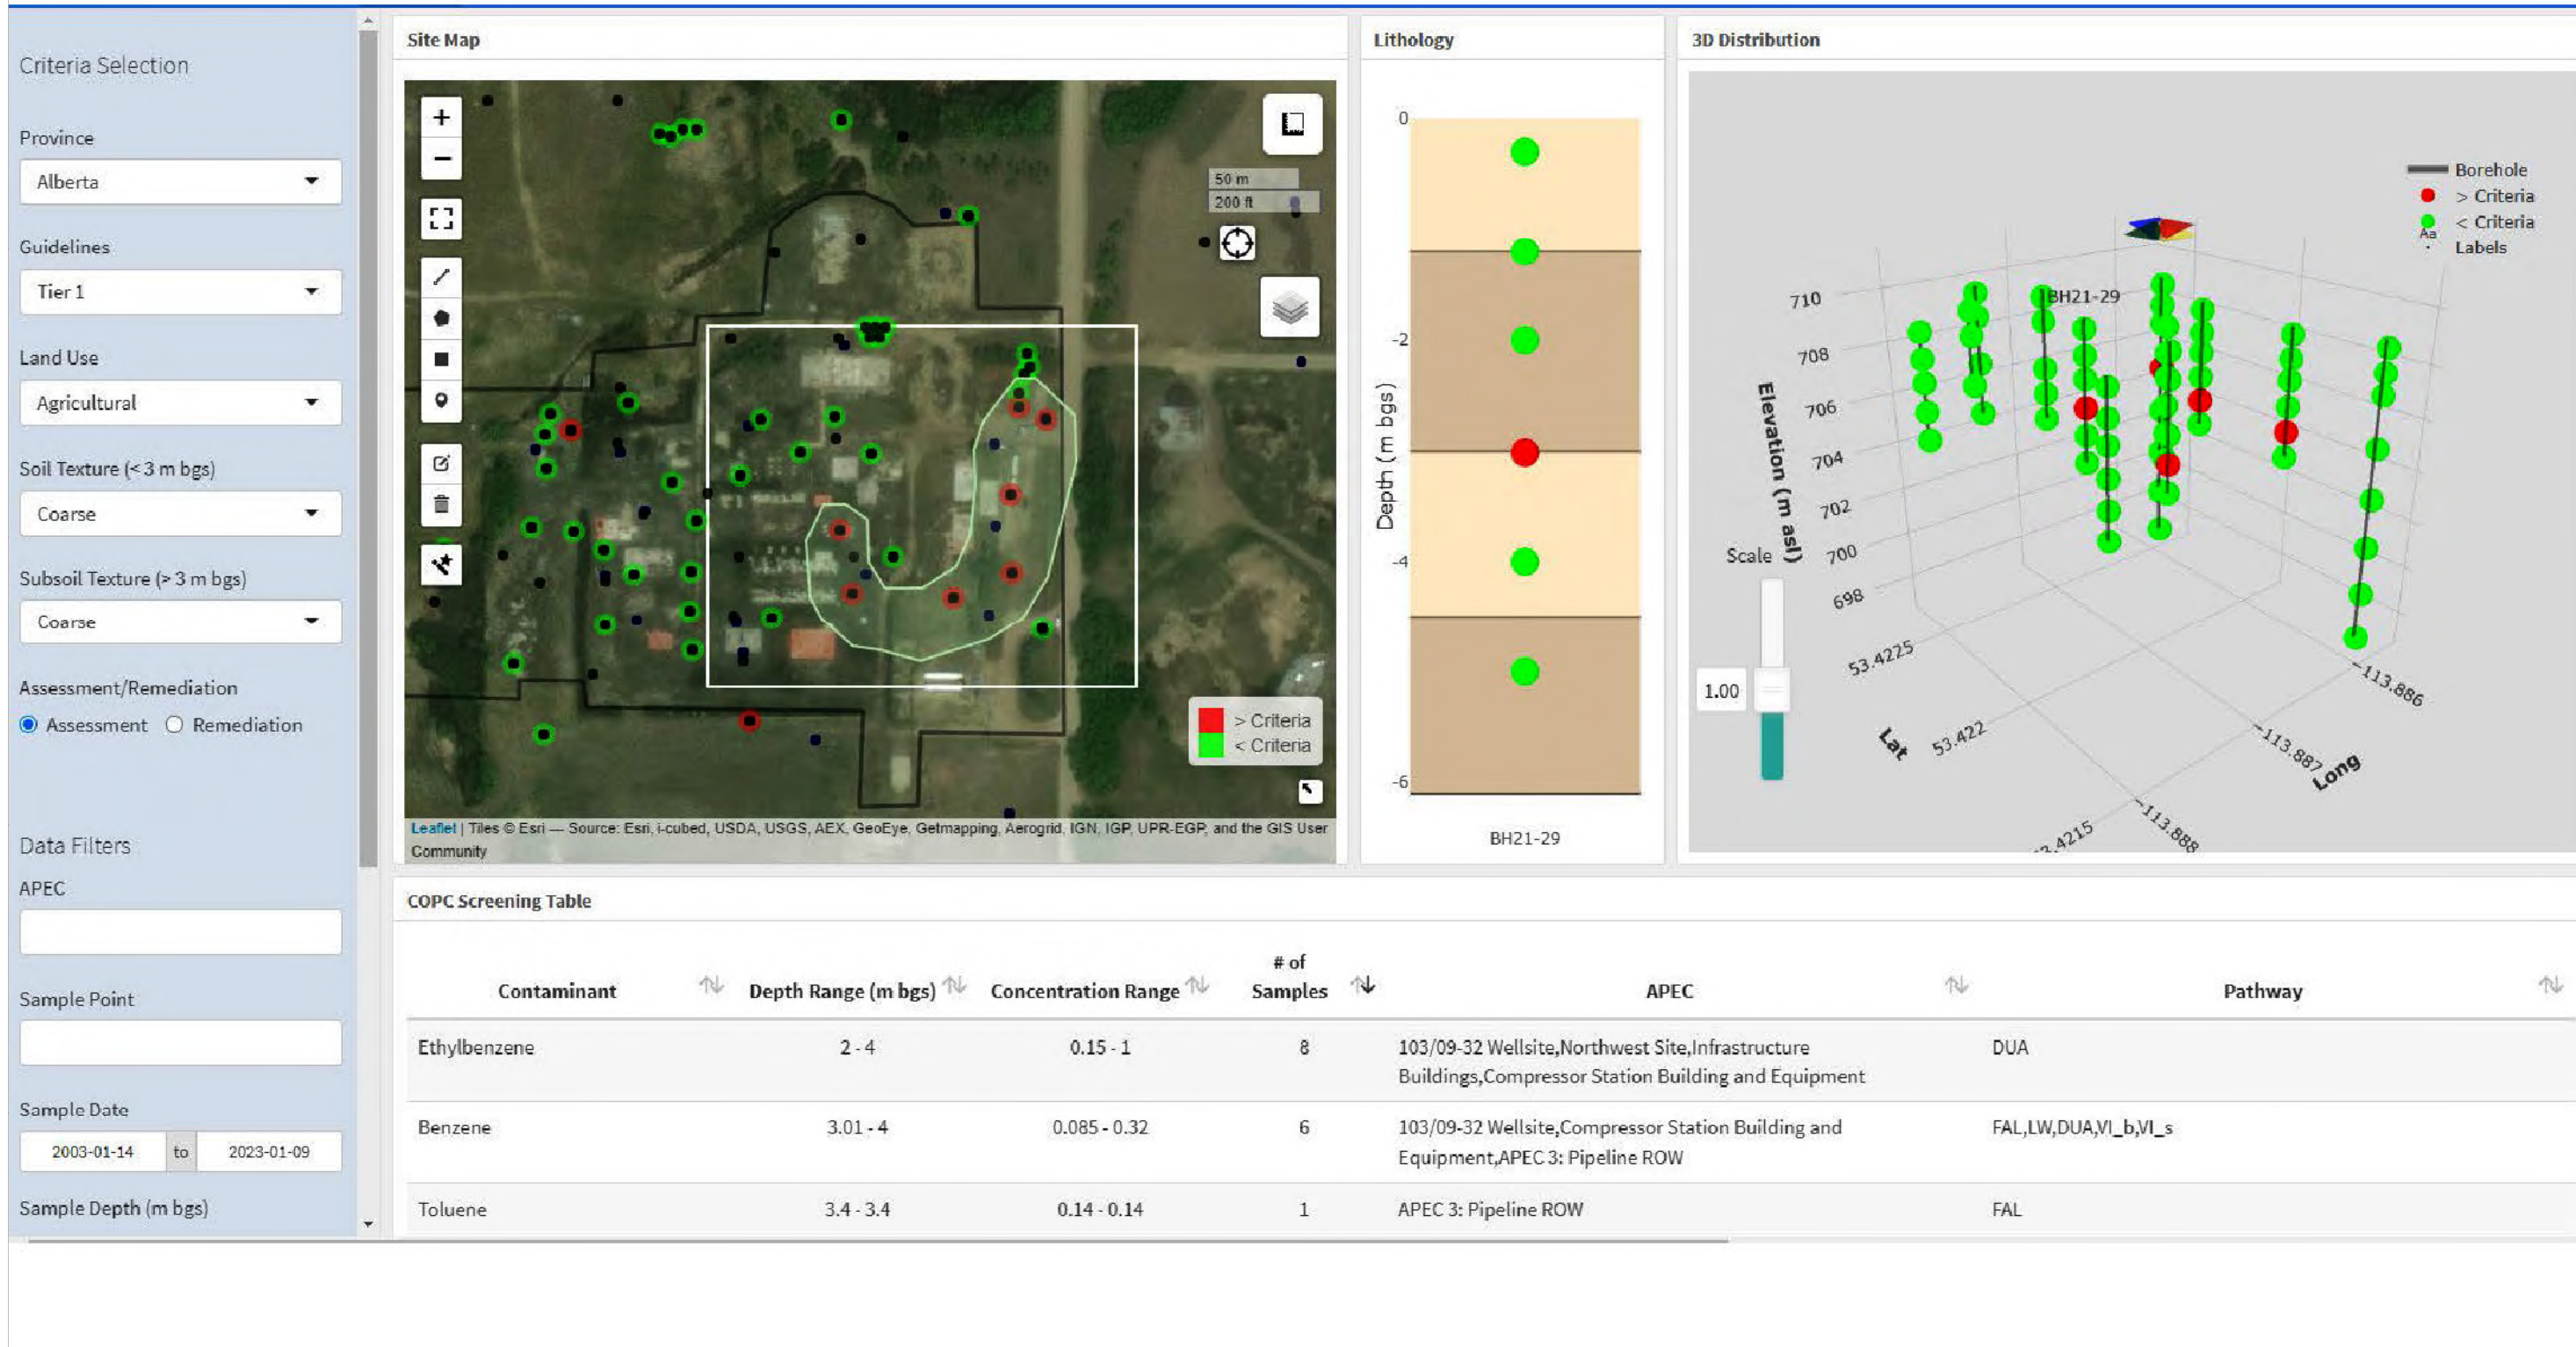 Criteria Selection
Province
Alberta
Guidelines
Tier 1
Land Use
Agricultural
Soil Texture (< 3 m bgs)
Coarse
Subsoil Texture (> 3 m bgs)
Coarse
Assessment/Remediation
Assessment Remediation
Data Filters
APEC
Sample Point
Sample Date
2003-01-14 to 2023-01-09
Sample Depth (m bgs)
Site Map
+
−
50 m
200 ft
> Criteria
< Criteria
Leaflet | Tiles © Esri — Source: Esri, i-cubed, USDA, USGS, AEX, GeoEye, Getmapping, Aerogrid, IGN, IGP, UPR-EGP, and the GIS User
Community
Lithology
Depth (m bgs)
0
-2
-4
-6
BH21-29
3D Distribution
Borehole
> Criteria
< Criteria
Aa
Labels
BH21-29
Elevation (m asl)
710
708
706
704
702
700
698
Scale
1.00
53.4225
53.422
Lat
−113.886
−113.887
−113.888
Long
COPC Screening Table
# of
Contaminant Depth Range (m bgs) Concentration Range Samples APEC Pathway
Ethylbenzene 2 - 4 0.15 - 1 8 103/09-32 Wellsite,Northwest Site,Infrastructure DUA
Buildings,Compressor Station Building and Equipment
Benzene 3.01 - 4 0.085 - 0.32 6 103/09-32 Wellsite,Compressor Station Building and FAL,LW,DUA,VI_b,VI_s
Equipment,APEC 3: Pipeline ROW
Toluene 3.4 - 3.4 0.14 - 0.14 1 APEC 3: Pipeline ROW FAL